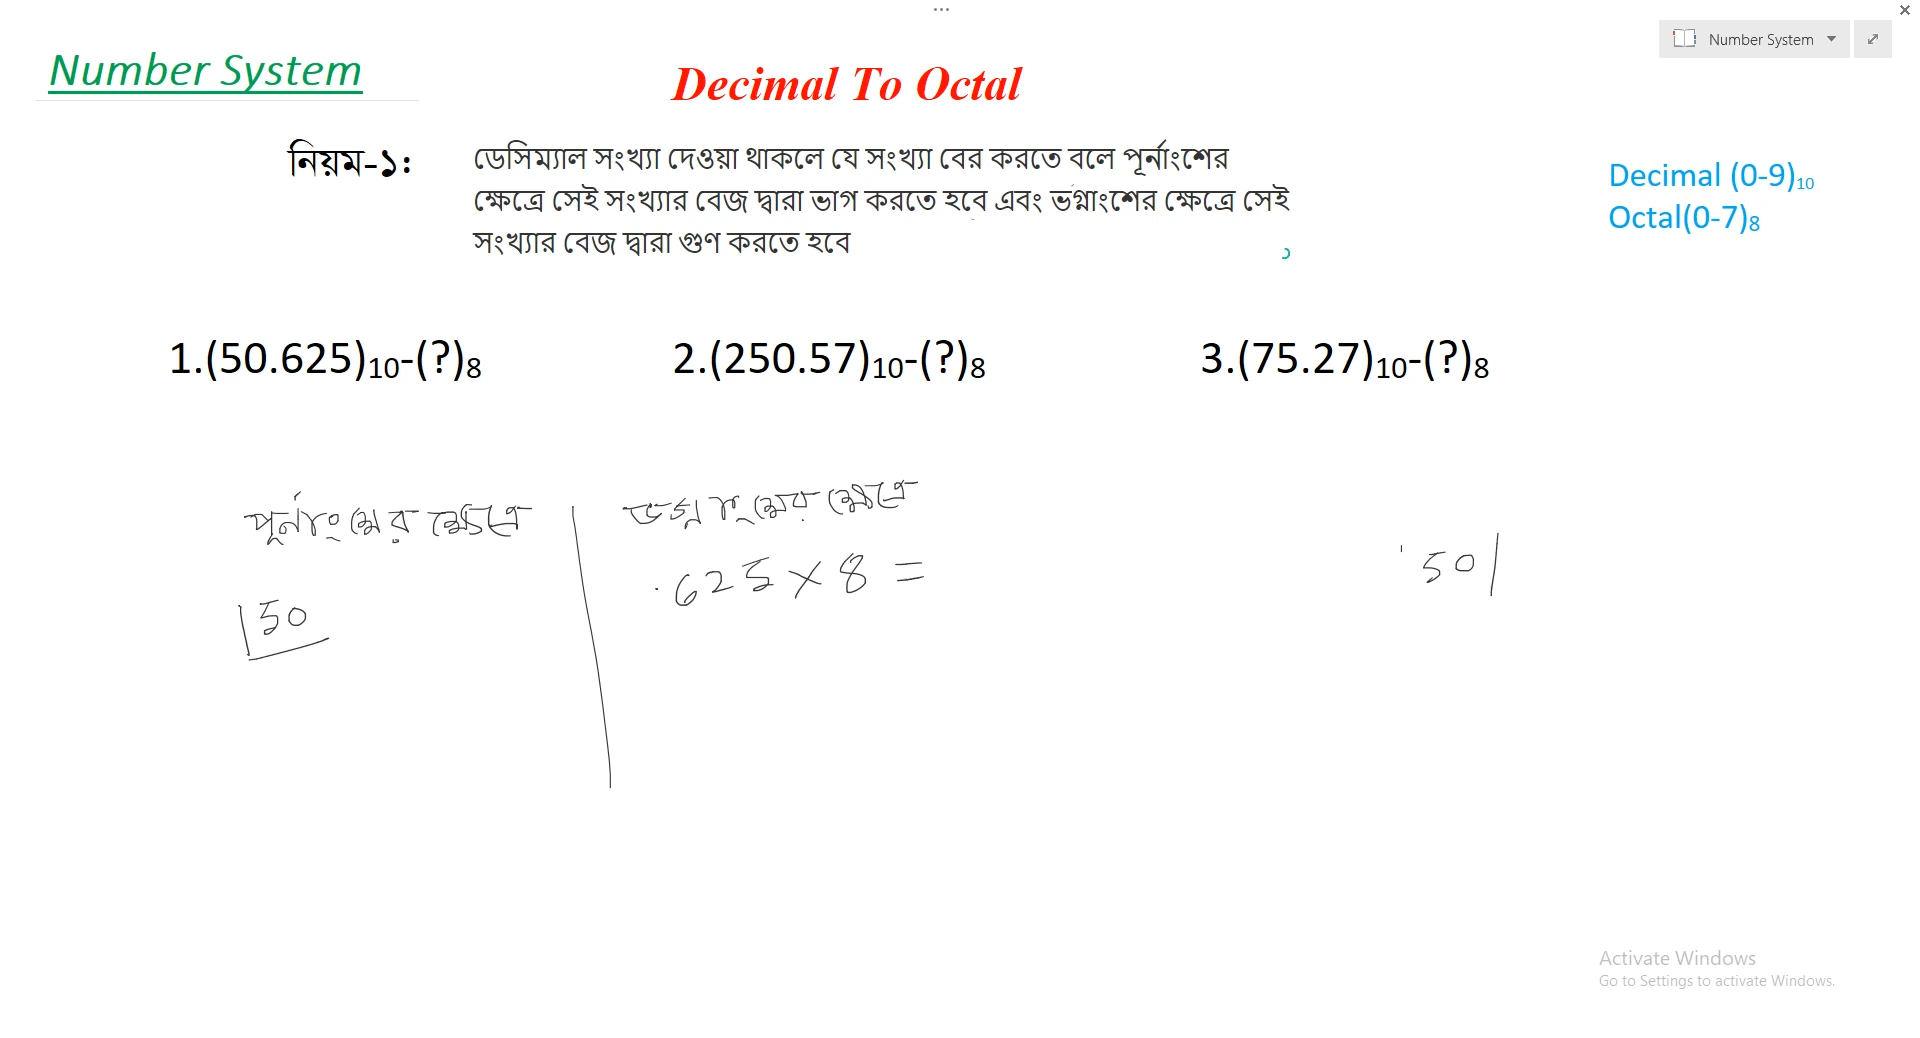 Number System
Number System
Decimal To Octal
নিয়ম-১ঃ
ডেসিম্যাল সংখ্যা দেওয়া থাকলে যে সংখ্যা বের করতে বলে পূর্নাংশের
ক্ষেত্রে সেই সংখ্যার বেজ দ্বারা ভাগ করতে হবে এবং ভগ্নাংশের ক্ষেত্রে সেই
সংখ্যার বেজ দ্বারা গুণ করতে হবে
Decimal (0-9)₁₀
Octal(0-7)₈
1.(50.625)₁₀-(?)₈
2.(250.57)₁₀-(?)₈
3.(75.27)₁₀-(?)₈
পূর্নাংশের ক্ষেত্রে
ভগ্নাংশের ক্ষেত্রে
.625 × 8 =
50
50
Activate Windows
Go to Settings to activate Windows.